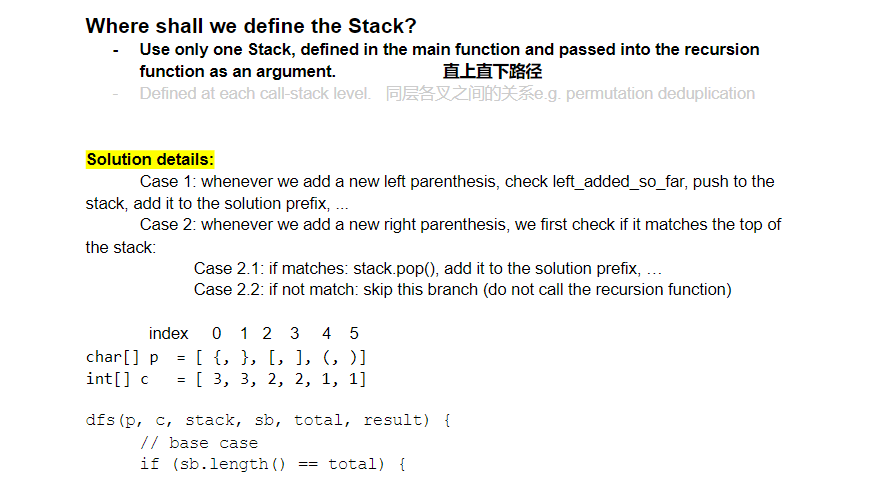 Where shall we define the Stack?
- Use only one Stack, defined in the main function and passed into the recursion
function as an argument. 直上直下路径
- Defined at each call-stack level. 同层各叉之间的关系e.g. permutation deduplication
Solution details:
Case 1: whenever we add a new left parenthesis, check left_added_so_far, push to the
stack, add it to the solution prefix, ...
Case 2: whenever we add a new right parenthesis, we first check if it matches the top of
the stack:
Case 2.1: if matches: stack.pop(), add it to the solution prefix, …
Case 2.2: if not match: skip this branch (do not call the recursion function)
index 0 1 2 3 4 5
char[] p = [ {, }, [, ], (, )]
int[] c = [ 3, 3, 2, 2, 1, 1]
dfs(p, c, stack, sb, total, result) {
// base case
if (sb.length() == total) {